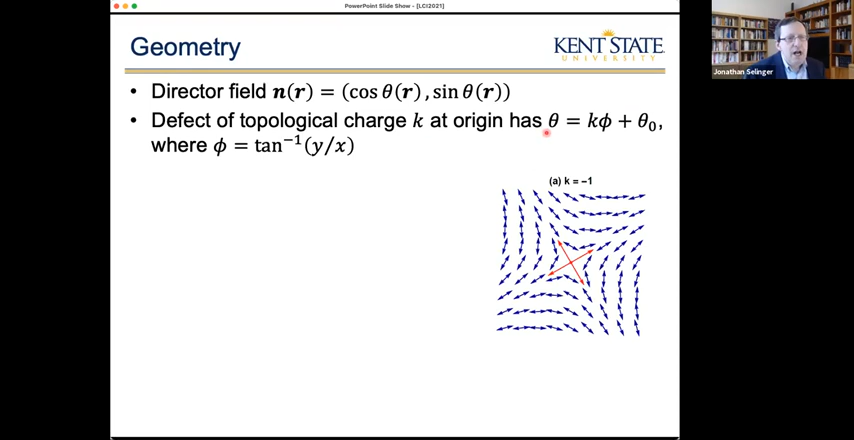 PowerPoint Slide Show - [LCI2021]
Geometry
KENT STATE
UNIVERSITY
• Director field n(r) = (cos θ(r) , sin θ(r))
• Defect of topological charge k at origin has θ = kϕ + θ₀,
where ϕ = tan⁻¹(y/x)
(a) k = −1
Jonathan Selinger